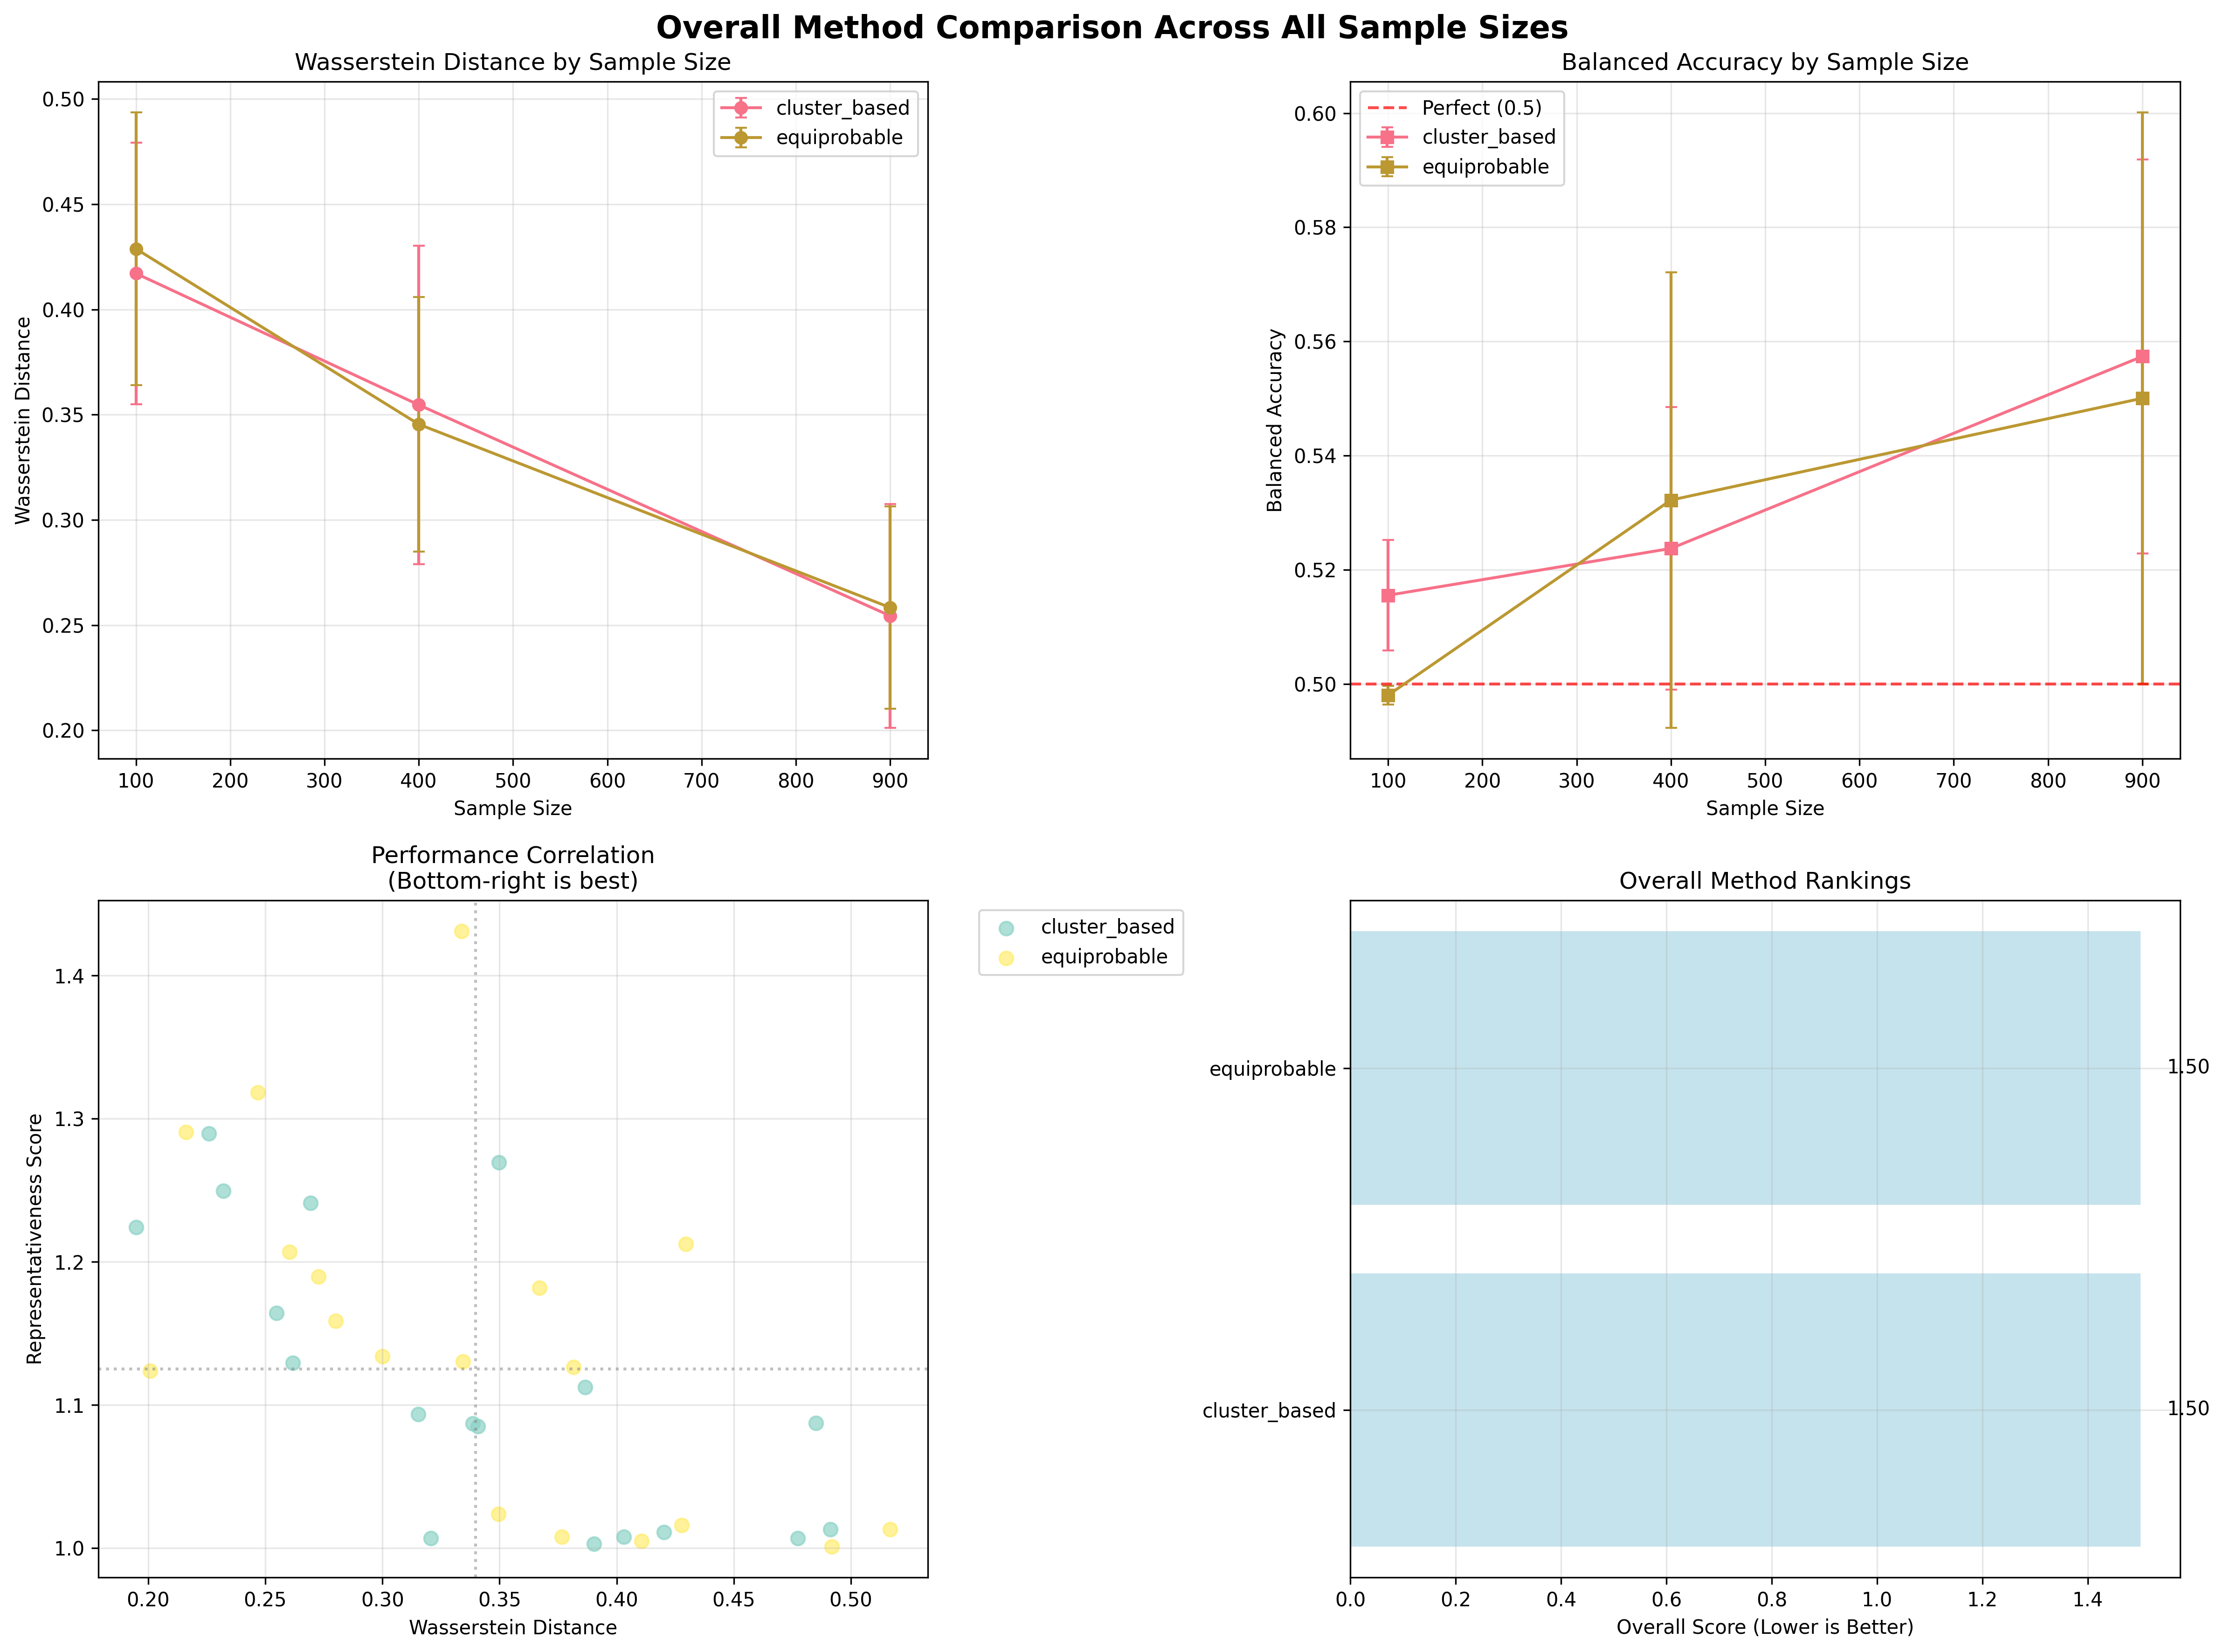 Overall Method Comparison Across All Sample Sizes
Wasserstein Distance by Sample Size
Wasserstein Distance
0.50
0.45
0.40
0.35
0.30
0.25
0.20
cluster_based
equiprobable
100 200 300 400 500 600 700 800 900
Sample Size
Balanced Accuracy by Sample Size
Balanced Accuracy
0.60
0.58
0.56
0.54
0.52
0.50
Perfect (0.5)
cluster_based
equiprobable
100 200 300 400 500 600 700 800 900
Sample Size
Performance Correlation
(Bottom-right is best)
Representativeness Score
1.4
1.3
1.2
1.1
1.0
0.20 0.25 0.30 0.35 0.40 0.45 0.50
Wasserstein Distance
cluster_based
equiprobable
Overall Method Rankings
equiprobable
1.50
cluster_based
1.50
0.0 0.2 0.4 0.6 0.8 1.0 1.2 1.4
Overall Score (Lower is Better)